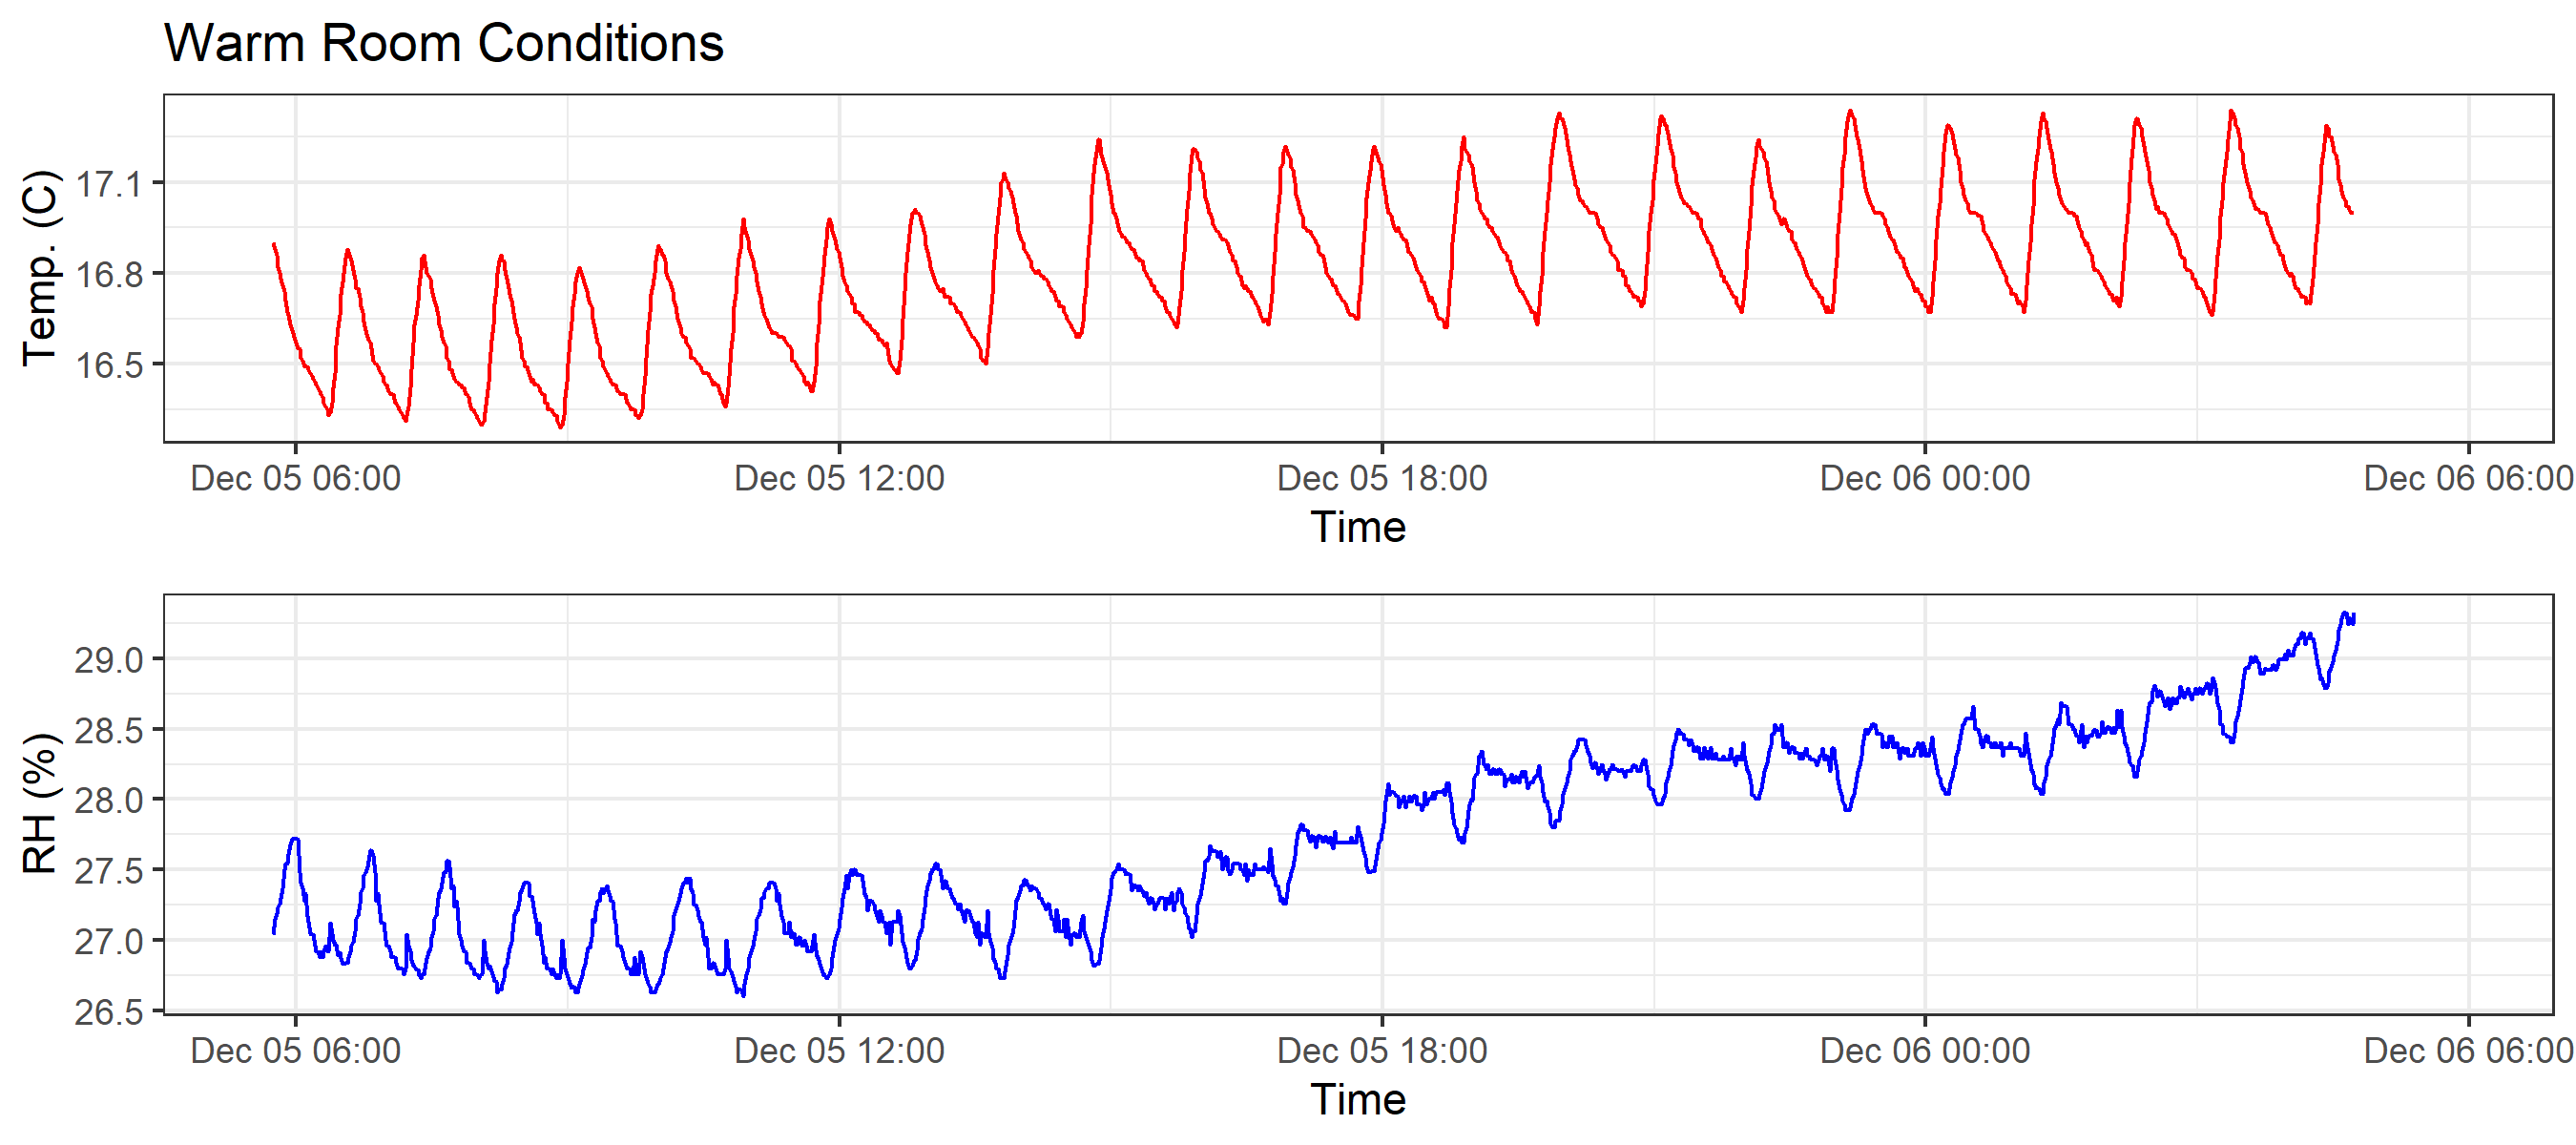 Warm Room Conditions
Temp. (C)
17.1
16.8
16.5
Dec 05 06:00 Dec 05 12:00 Dec 05 18:00 Dec 06 00:00 Dec 06 06:00
Time
RH (%)
29.0
28.5
28.0
27.5
27.0
26.5
Dec 05 06:00 Dec 05 12:00 Dec 05 18:00 Dec 06 00:00 Dec 06 06:00
Time